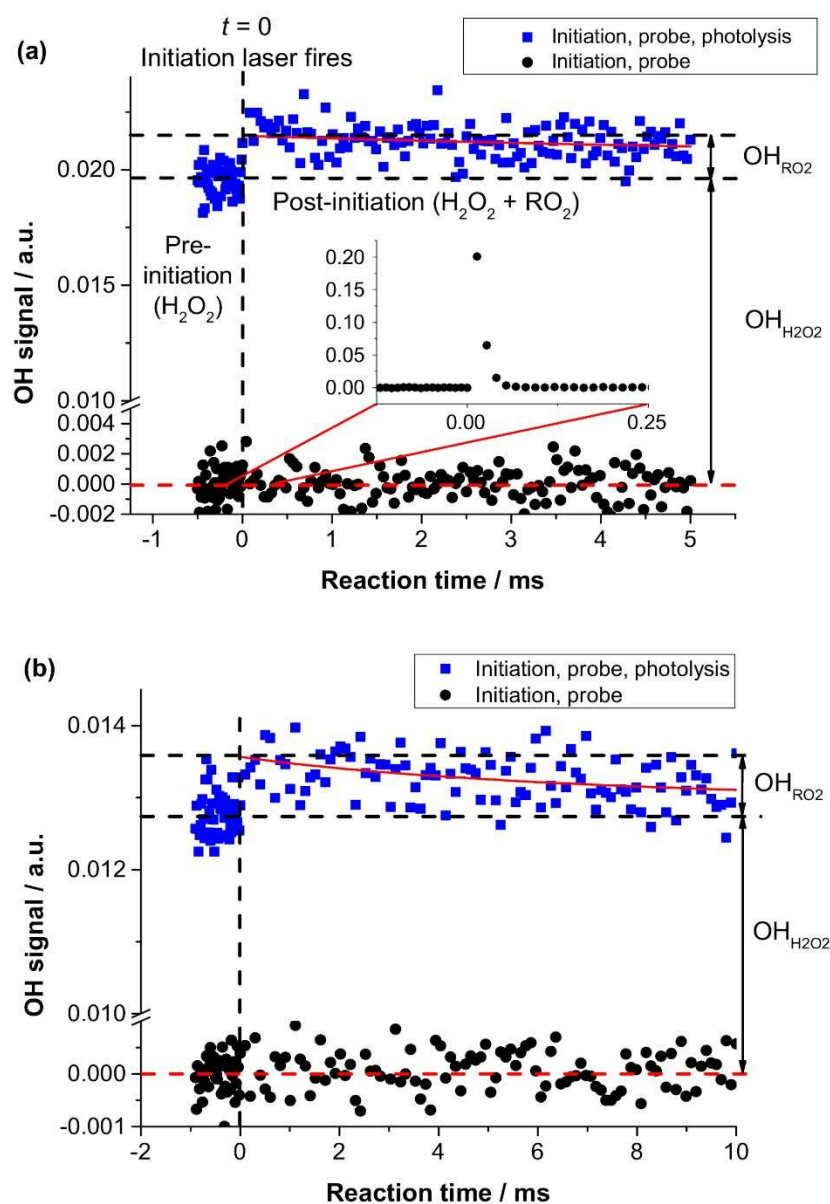 (a)
t = 0
Initiation laser fires
Initiation, probe, photolysis
Initiation, probe
OH signal / a.u.
0.020
0.015
0.010
0.004
0.002
0.000
-0.002
OH_RO2
Post-initiation (H₂O₂ + RO₂)
Pre-
initiation
(H₂O₂)
0.20
0.15
0.10
0.05
0.00
0.00
0.25
OH_H2O2
-1
0
1
2
3
4
5
Reaction time / ms
(b)
Initiation, probe, photolysis
Initiation, probe
OH signal / a.u.
0.014
0.012
0.010
0.000
-0.001
OH_RO2
OH_H2O2
-2
0
2
4
6
8
10
Reaction time / ms